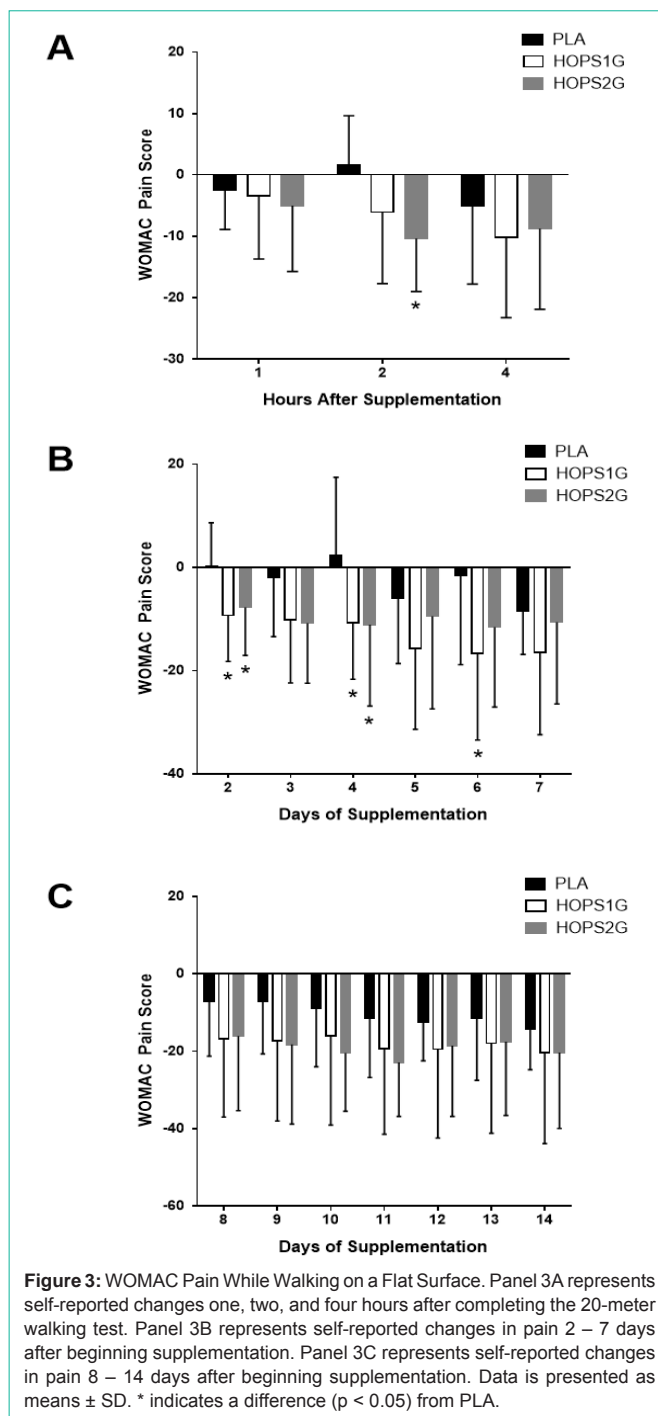 A
PLA
HOPS1G
HOPS2G
20
10
0
-10
-20
-30
WOMAC Pain Score
*
1 2 4
Hours After Supplementation
B
PLA
HOPS1G
HOPS2G
20
0
-20
-40
WOMAC Pain Score
* * * * *
2 3 4 5 6 7
Days of Supplementation
C
PLA
HOPS1G
HOPS2G
20
0
-20
-40
-60
WOMAC Pain Score
8 9 10 11 12 13 14
Days of Supplementation
Figure 3: WOMAC Pain While Walking on a Flat Surface. Panel 3A represents
self-reported changes one, two, and four hours after completing the 20-meter
walking test. Panel 3B represents self-reported changes in pain 2 – 7 days
after beginning supplementation. Panel 3C represents self-reported changes
in pain 8 – 14 days after beginning supplementation. Data is presented as
means ± SD. * indicates a difference (p < 0.05) from PLA.